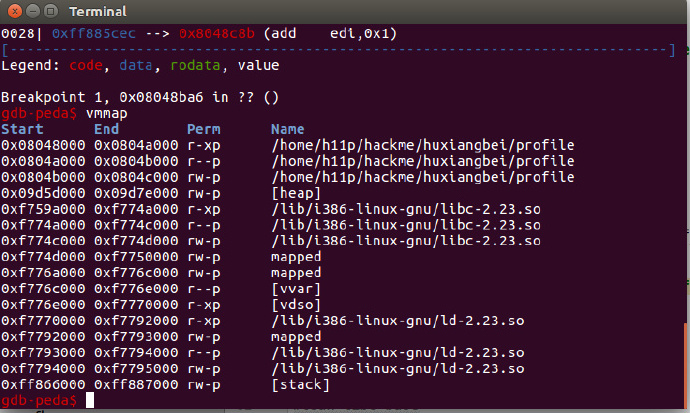 Terminal
0028| 0xff885cec --> 0x8048c8b (add    edi,0x1)
[------------------------------------------------------------------------------]
Legend: code, data, rodata, value
Breakpoint 1, 0x08048ba6 in ?? ()
gdb-peda$ vmmap
Start      End        Perm      Name
0x08048000 0x0804a000 r-xp      /home/h11p/hackme/huxiangbei/profile
0x0804a000 0x0804b000 r--p      /home/h11p/hackme/huxiangbei/profile
0x0804b000 0x0804c000 rw-p      /home/h11p/hackme/huxiangbei/profile
0x09d5d000 0x09d7e000 rw-p      [heap]
0xf759a000 0xf774a000 r-xp      /lib/i386-linux-gnu/libc-2.23.so
0xf774a000 0xf774c000 r--p      /lib/i386-linux-gnu/libc-2.23.so
0xf774c000 0xf774d000 rw-p      /lib/i386-linux-gnu/libc-2.23.so
0xf774d000 0xf7750000 rw-p      mapped
0xf776a000 0xf776c000 rw-p      mapped
0xf776c000 0xf776e000 r--p      [vvar]
0xf776e000 0xf7770000 r-xp      [vdso]
0xf7770000 0xf7792000 r-xp      /lib/i386-linux-gnu/ld-2.23.so
0xf7792000 0xf7793000 rw-p      mapped
0xf7793000 0xf7794000 r--p      /lib/i386-linux-gnu/ld-2.23.so
0xf7794000 0xf7795000 rw-p      /lib/i386-linux-gnu/ld-2.23.so
0xff866000 0xff887000 rw-p      [stack]
gdb-peda$